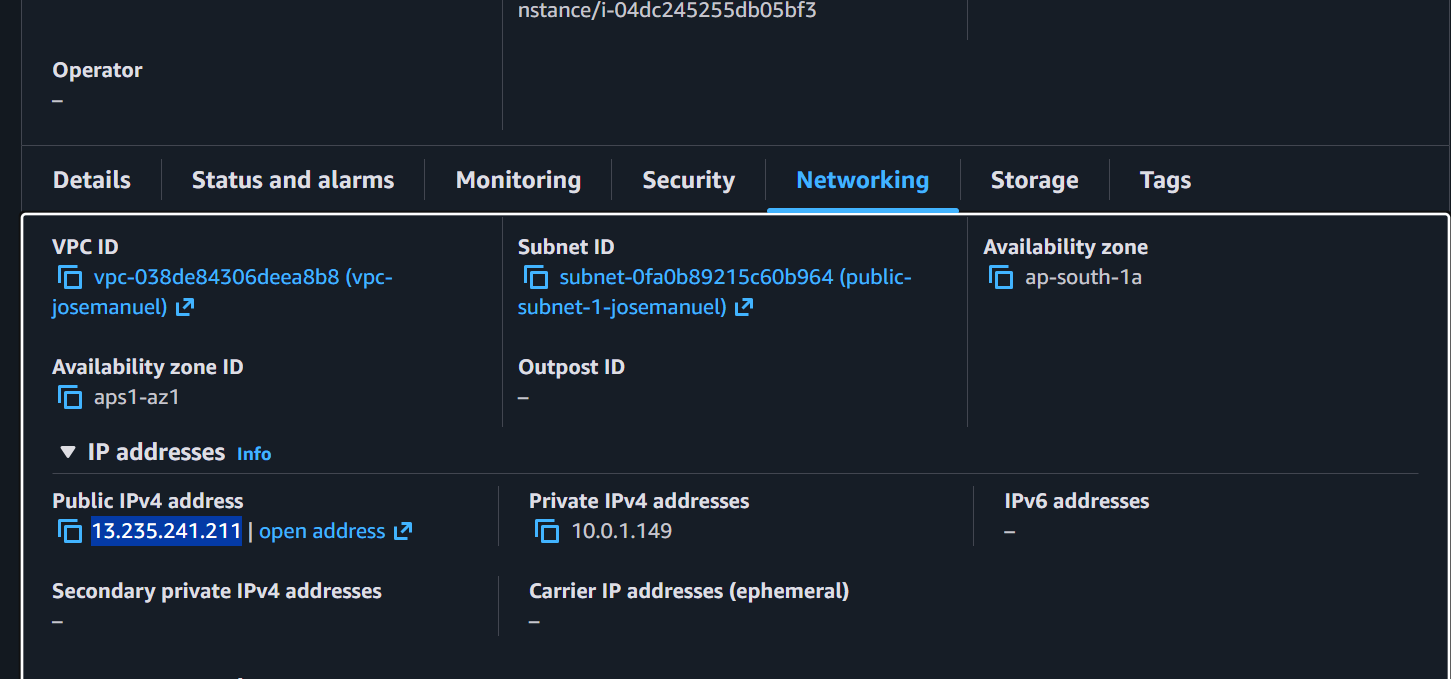 nstance/i-04dc245255db05bf3
Operator
–
Details
Status and alarms
Monitoring
Security
Networking
Storage
Tags
VPC ID
vpc-038de84306deea8b8 (vpc-
josemanuel)
Subnet ID
subnet-0fa0b89215c60b964 (public-
subnet-1-josemanuel)
Availability zone
ap-south-1a
Availability zone ID
aps1-az1
Outpost ID
–
IP addresses Info
Public IPv4 address
13.235.241.211 | open address
Private IPv4 addresses
10.0.1.149
IPv6 addresses
–
Secondary private IPv4 addresses
–
Carrier IP addresses (ephemeral)
–